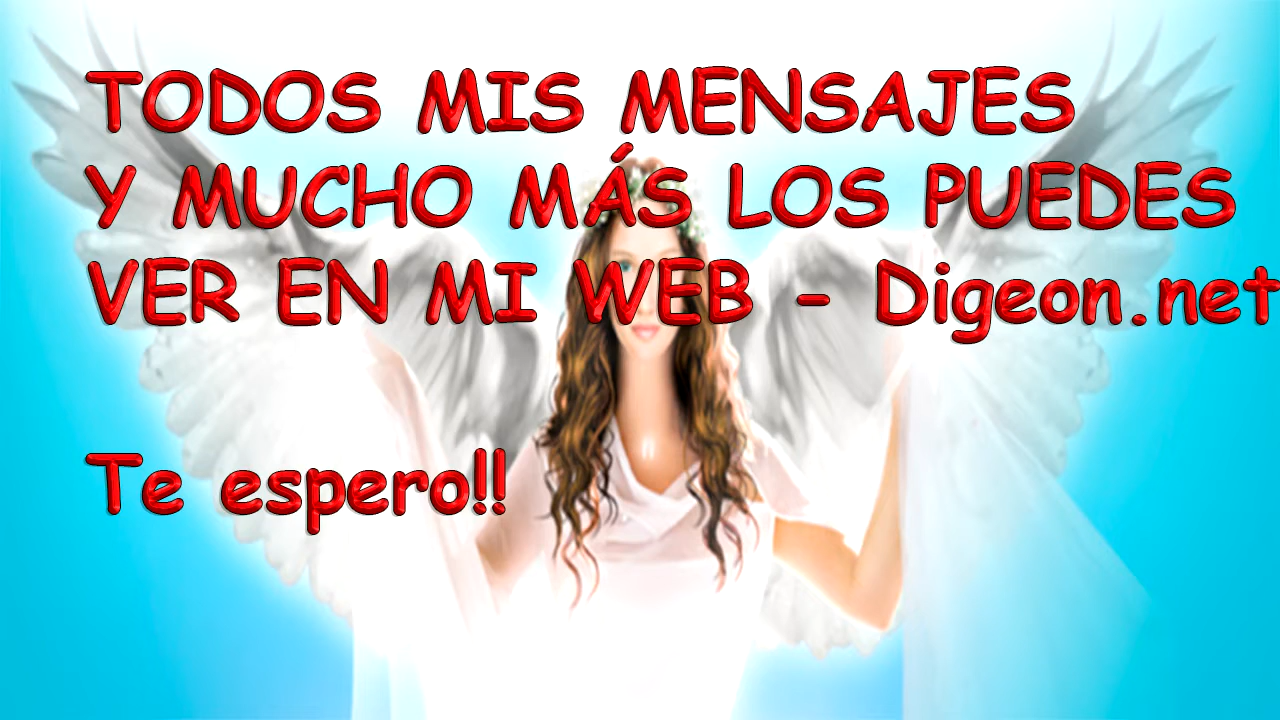 TODOS MIS MENSAJES
Y MUCHO MÁS LOS PUEDES
VER EN MI WEB - Digeon.net
Te espero!!